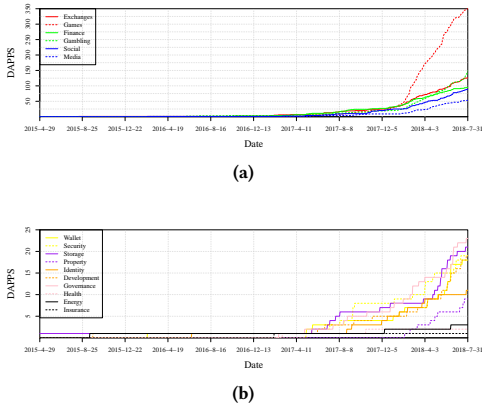 DAPPS
350
300
250
200
150
100
50
Exchanges
Games
Finance
Gambling
Social
Media
2015−4−29 2015−8−25 2015−12−22 2016−4−19 2016−8−16 2016−12−13 2017−4−11 2017−8−8 2017−12−5 2018−4−3 2018−7−31
Date
(a)
DAPPS
25
20
15
10
5
Wallet
Security
Storage
Property
Identity
Development
Governance
Health
Energy
Insurance
2015−4−29 2015−8−25 2015−12−22 2016−4−19 2016−8−16 2016−12−13 2017−4−11 2017−8−8 2017−12−5 2018−4−3 2018−7−31
Date
(b)